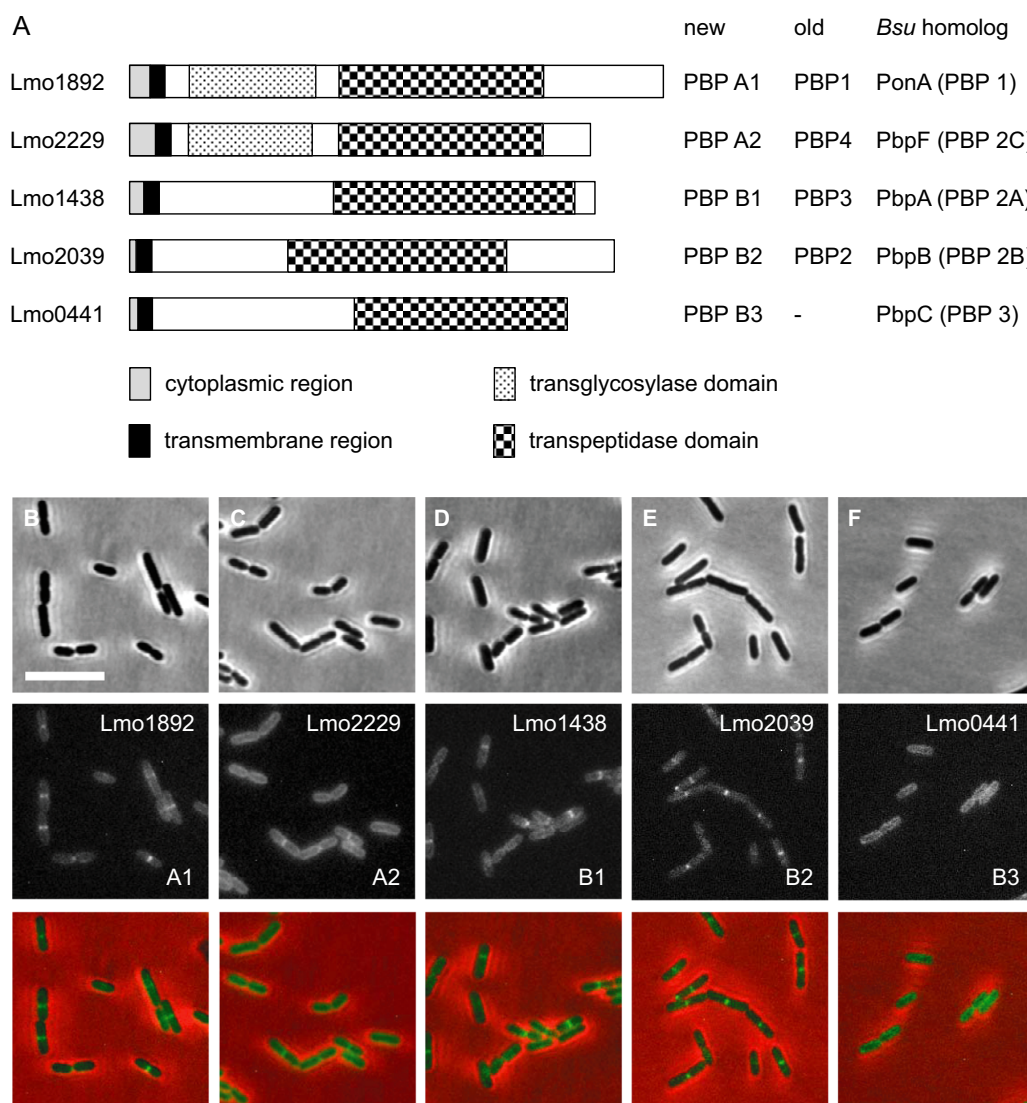 A
new old Bsu homolog
Lmo1892 PBP A1 PBP1 PonA (PBP 1)
Lmo2229 PBP A2 PBP4 PbpF (PBP 2C)
Lmo1438 PBP B1 PBP3 PbpA (PBP 2A)
Lmo2039 PBP B2 PBP2 PbpB (PBP 2B)
Lmo0441 PBP B3 - PbpC (PBP 3)
cytoplasmic region transglycosylase domain
transmembrane region transpeptidase domain
B C D E F
Lmo1892 Lmo2229 Lmo1438 Lmo2039 Lmo0441
A1 A2 B1 B2 B3